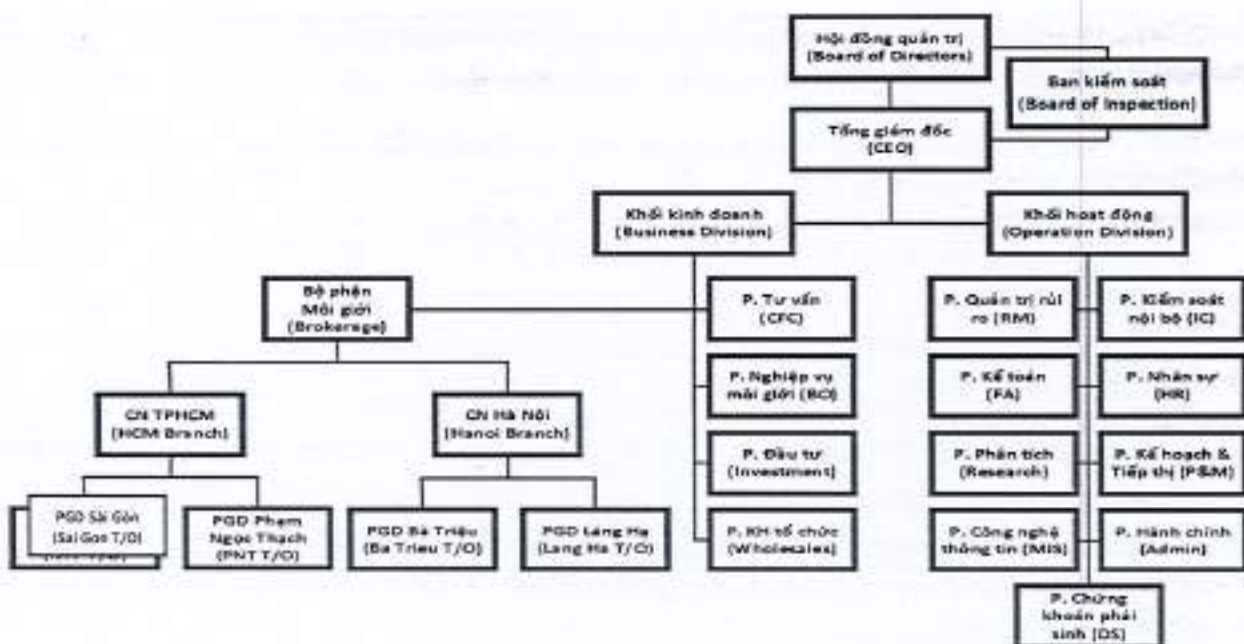 Hội đồng quản trị
(Board of Directors)
Ban kiểm soát
(Board of Inspection)
Tổng giám đốc
(CEO)
Khối kinh doanh
(Business Division)
Khối hoạt động
(Operation Division)
Bộ phận
Môi giới
(Brokerage)
P. Tư vấn
(CFC)
P. Quản trị rủi
ro (RM)
P. Kiểm soát
nội bộ (IC)
P. Nghiệp vụ
môi giới (BO)
P. Kế toán
(FA)
P. Nhân sự
(HR)
CN TPHCM
(HCM Branch)
CN Hà Nội
(Hanoi Branch)
P. Đầu tư
(Investment)
P. Phân tích
(Research)
P. Kế hoạch &
Tiếp thị (P&M)
PGD Sài Gòn
(Sai Gon T/O)
PGD Phạm
Ngọc Thạch
(PNT T/O)
PGD Bà Triệu
(Ba Trieu T/O)
PGD Láng Hạ
(Lang Ha T/O)
P. KH tổ chức
(Wholesales)
P. Công nghệ
thông tin (MIS)
P. Hành chính
(Admin)
P. Chứng
khoán phái
sinh (DS)